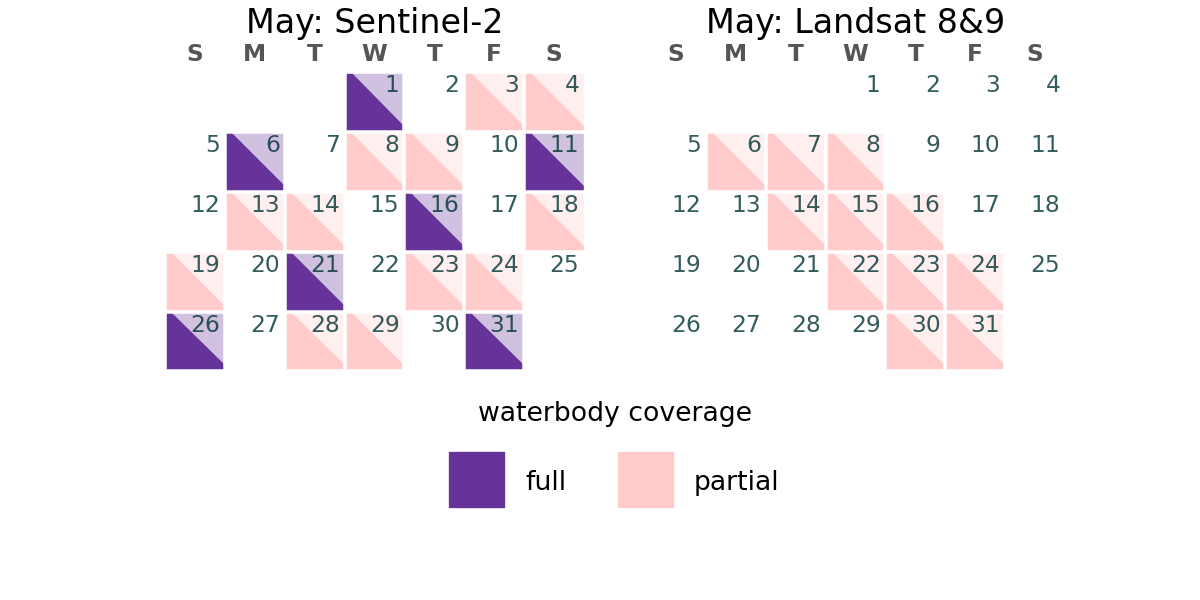 May: Sentinel-2
S M T W T F S
1 2 3 4
5 6 7 8 9 10 11
12 13 14 15 16 17 18
19 20 21 22 23 24 25
26 27 28 29 30 31
May: Landsat 8&9
S M T W T F S
1 2 3 4
5 6 7 8 9 10 11
12 13 14 15 16 17 18
19 20 21 22 23 24 25
26 27 28 29 30 31
waterbody coverage
full
partial